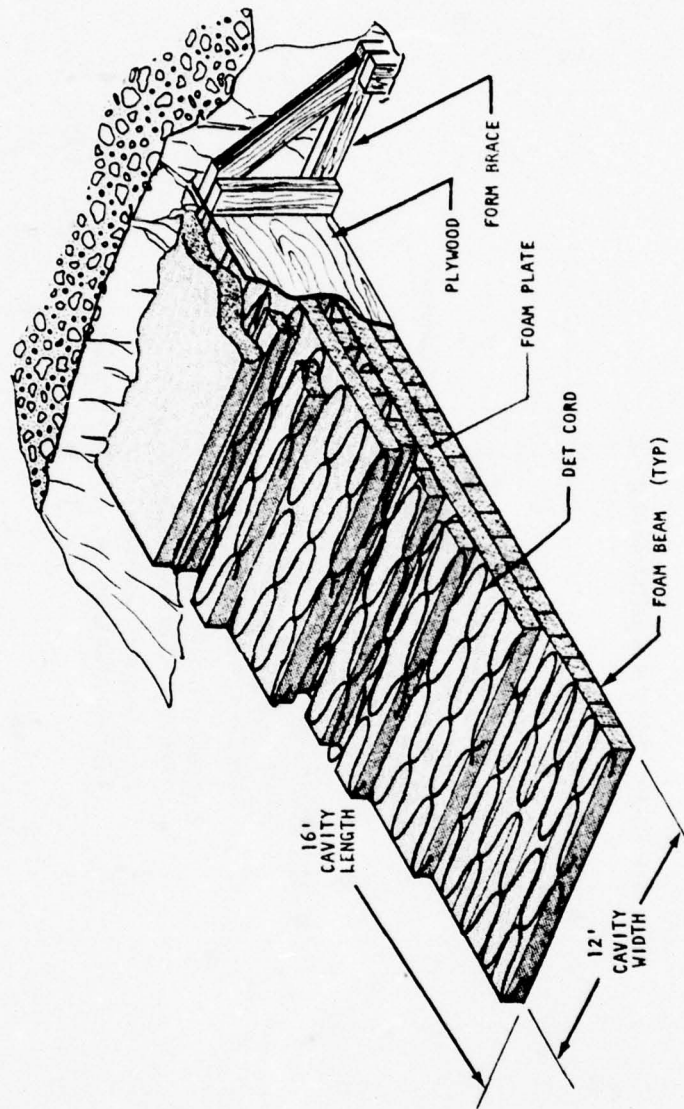 16'
CAVITY
LENGTH
12'
CAVITY
WIDTH
FORM BRACE
PLYWOOD
FOAM PLATE
DET CORD
FOAM BEAM (TYP)